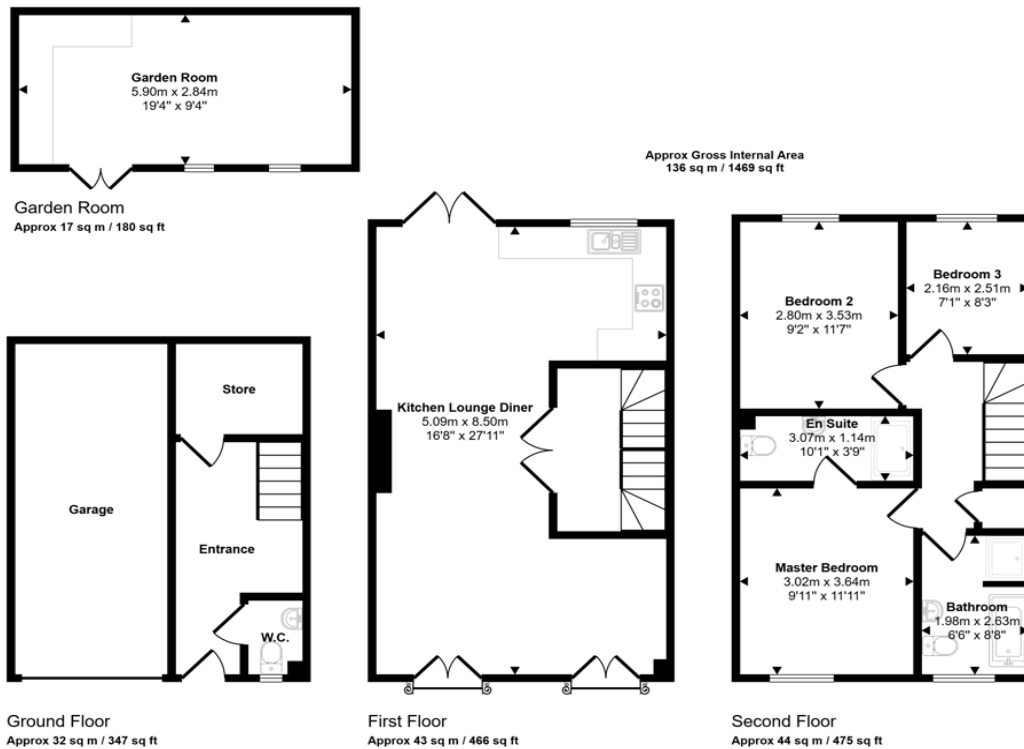 Garden Room
5.90m x 2.84m
19'4" x 9'4"
Garden Room
Approx 17 sq m / 180 sq ft
Approx Gross Internal Area
136 sq m / 1469 sq ft
Store
Garage
Entrance
W.C.
Ground Floor
Approx 32 sq m / 347 sq ft
Kitchen Lounge Diner
5.09m x 8.50m
16'8" x 27'11"
First Floor
Approx 43 sq m / 466 sq ft
Bedroom 2
2.80m x 3.53m
9'2" x 11'7"
Bedroom 3
2.16m x 2.51m
7'1" x 8'3"
En Suite
3.07m x 1.14m
10'1" x 3'9"
Master Bedroom
3.02m x 3.64m
9'11" x 11'11"
Bathroom
1.98m x 2.63m
6'6" x 8'8"
Second Floor
Approx 44 sq m / 475 sq ft